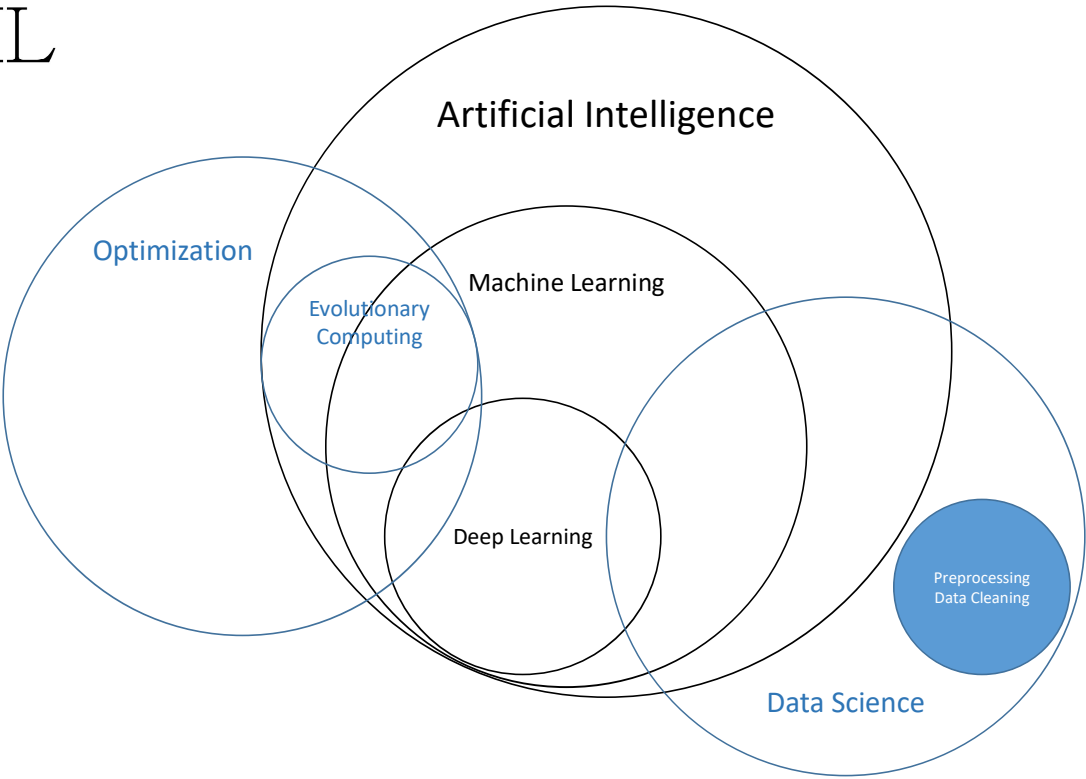 Artificial Intelligence
Optimization
Machine Learning
Evolutionary
Computing
Deep Learning
Preprocessing
Data Cleaning
Data Science